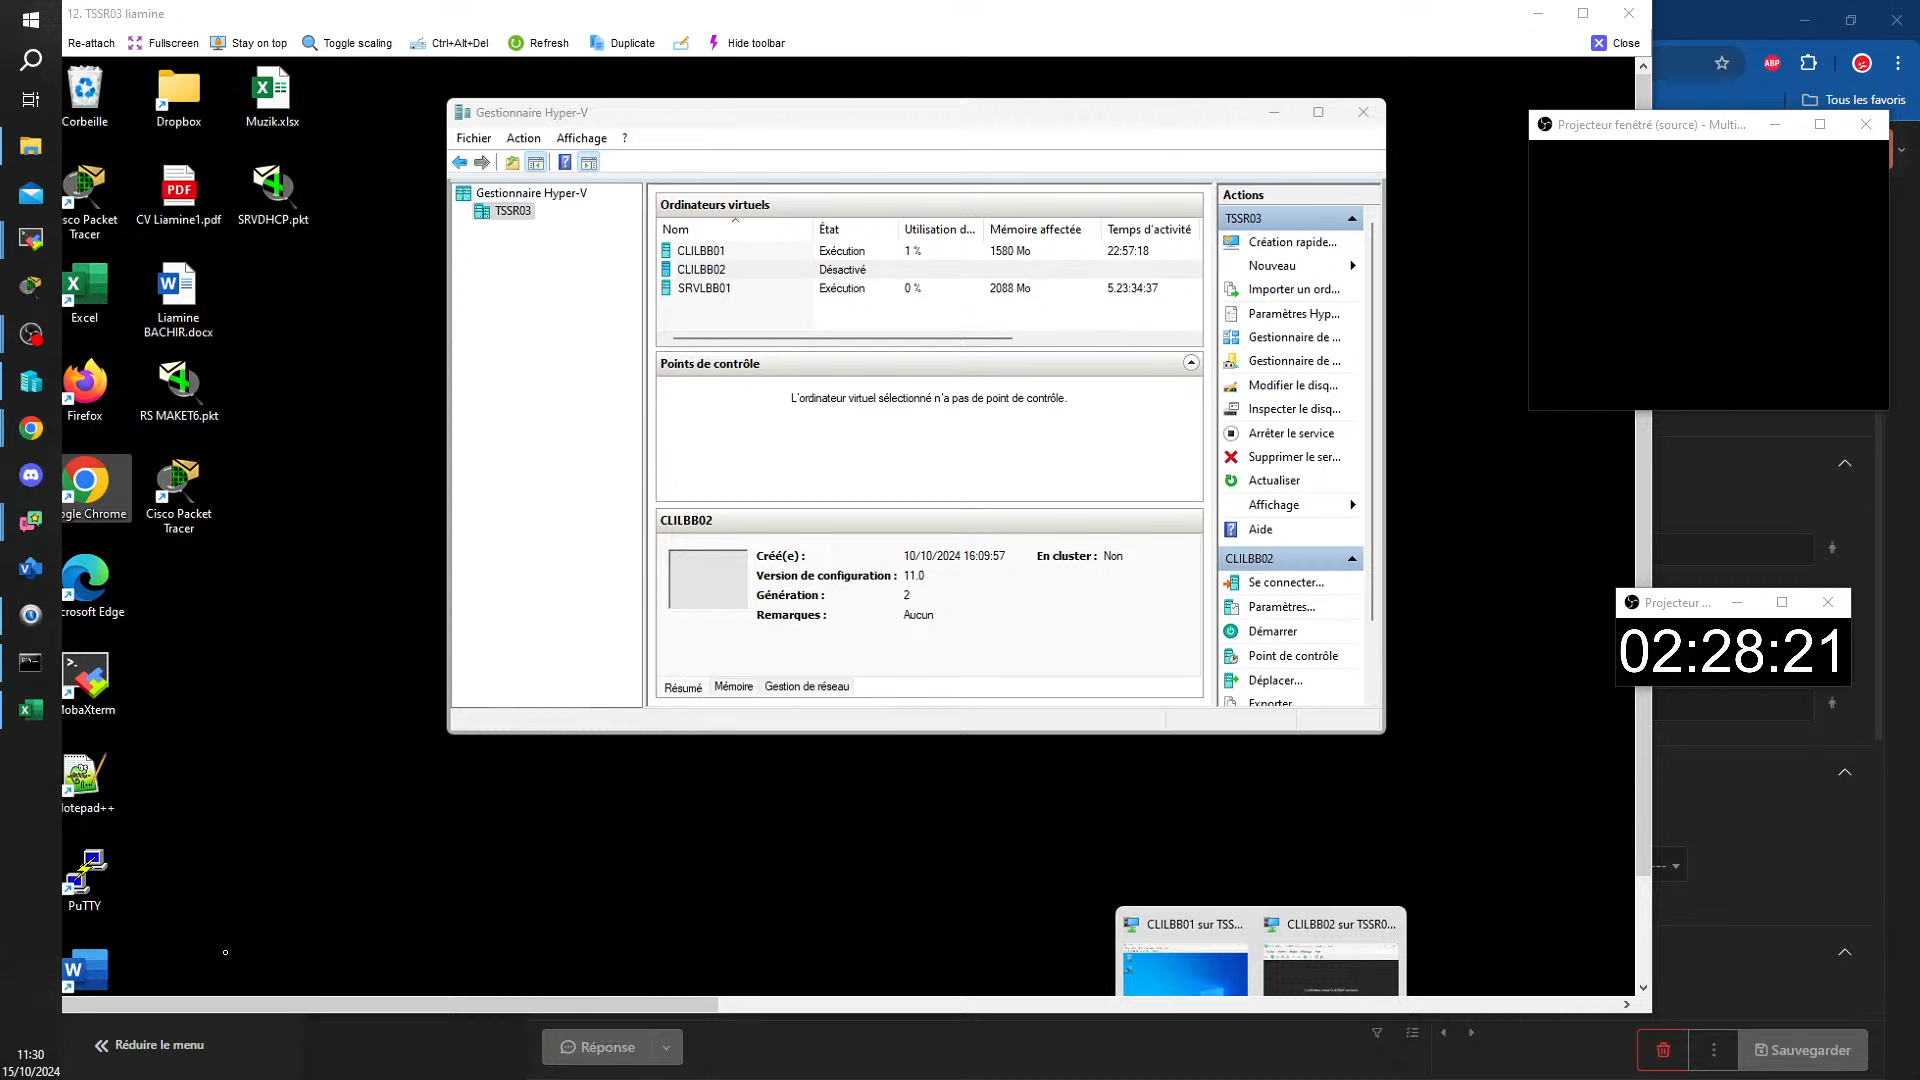 12. TSSR03 liamine
Re-attach Fullscreen Stay on top Toggle scaling Ctrl+Alt+Del Refresh Duplicate Hide toolbar Close
Corbeille
Dropbox
Muzik.xlsx
sco Packet
Tracer
CV Liamine1.pdf
SRVDHCP.pkt
Excel
Liamine
BACHIR.docx
Firefox
RS MAKET6.pkt
ogle Chrome
Cisco Packet
Tracer
crosoft Edge
MobaXterm
Notepad++
PuTTY
Gestionnaire Hyper-V
Fichier Action Affichage ?
Gestionnaire Hyper-V
TSSR03
Ordinateurs virtuels
Nom État Utilisation d... Mémoire affectée Temps d'activité
CLILBB01 Exécution 1 % 1580 Mo 22:57:18
CLILBB02 Désactivé
SRVLBB01 Exécution 0 % 2088 Mo 5.23:34:37
Points de contrôle
L'ordinateur virtuel sélectionné n'a pas de point de contrôle.
CLILBB02
Créé(e) : 10/10/2024 16:09:57 En cluster : Non
Version de configuration : 11.0
Génération : 2
Remarques : Aucun
Résumé Mémoire Gestion de réseau
Actions
TSSR03
Création rapide...
Nouveau
Importer un ord...
Paramètres Hyp...
Gestionnaire de ...
Gestionnaire de ...
Modifier le disq...
Inspecter le disq...
Arrêter le service
Supprimer le ser...
Actualiser
Affichage
Aide
CLILBB02
Se connecter...
Paramètres...
Démarrer
Point de contrôle
Déplacer...
Exporter
CLILBB01 sur TSS... CLILBB02 sur TSSR0...
ABP
Tous les favoris
Projecteur fenêtré (source) - Multi...
Projecteur ...
02:28:21
Réduire le menu
Réponse
Sauvegarder
11:30
15/10/2024